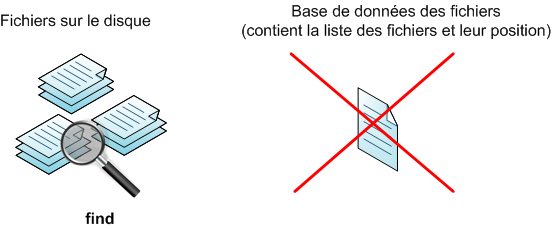 Fichiers sur le disque
Base de données des fichiers
(contient la liste des fichiers et leur position)
find